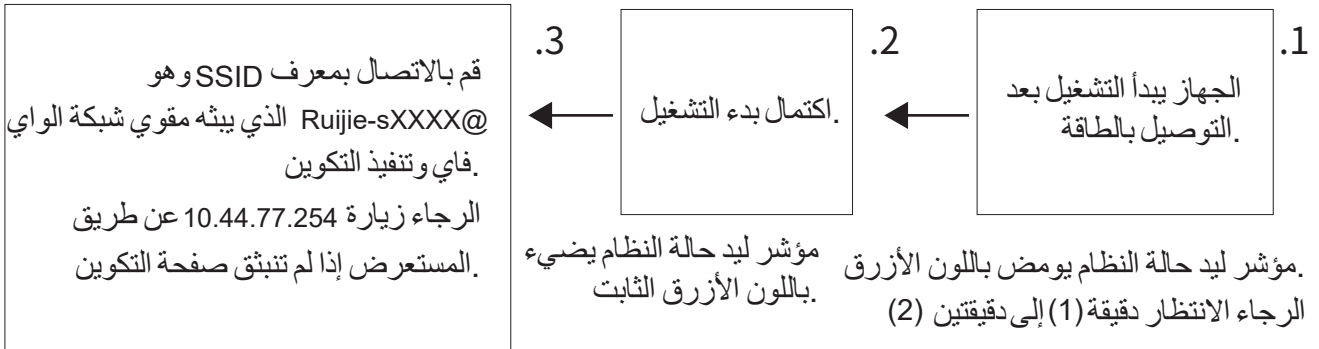 1.
الجهاز يبدأ التشغيل بعد
التوصيل بالطاقة.
مؤشر ليد حالة النظام يومض باللون الأزرق.
الرجاء الانتظار دقيقة (1) إلى دقيقتين (2)
2.
اكتمال بدء التشغيل.
مؤشر ليد حالة النظام يضيء
باللون الأزرق الثابت.
3.
قم بالاتصال بمعرف SSID وهو
@Ruijie-sXXXX الذي يبثه مقوي شبكة الواي
فاي وتنفيذ التكوين.
الرجاء زيارة 10.44.77.254 عن طريق
المستعرض إذا لم تنبثق صفحة التكوين.